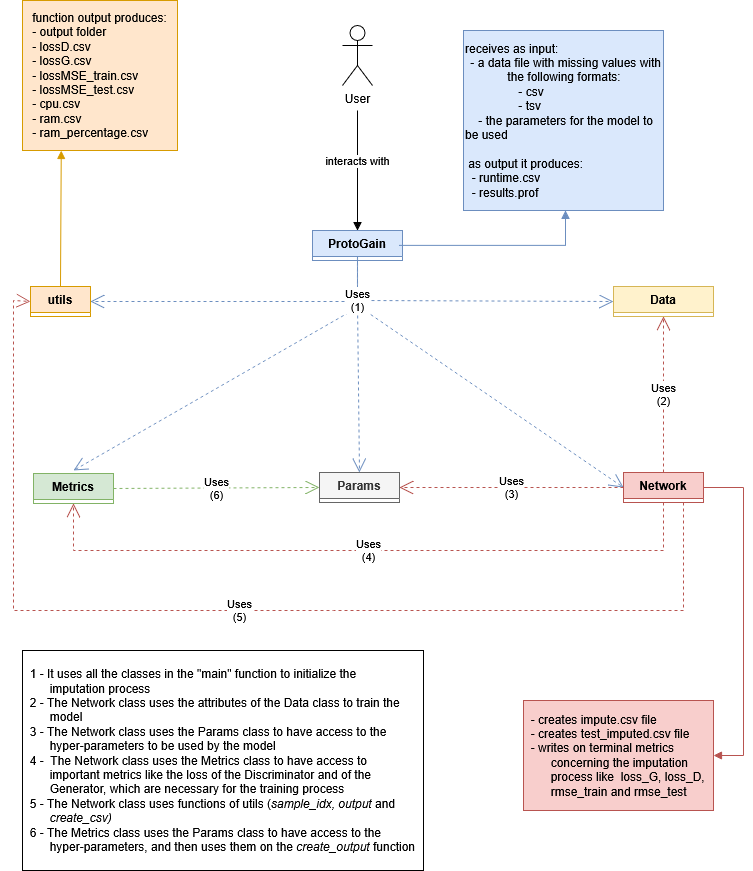 function output produces:
- output folder
- lossD.csv
- lossG.csv
- lossMSE_train.csv
- lossMSE_test.csv
- cpu.csv
- ram.csv
- ram_percentage.csv
User
interacts with
receives as input:
- a data file with missing values with
the following formats:
- csv
- tsv
- the parameters for the model to
be used
as output it produces:
- runtime.csv
- results.prof
ProtoGain
utils
Uses
(1)
Data
Uses
(2)
Metrics
Uses
(6)
Params
Uses
(3)
Network
Uses
(4)
Uses
(5)
1 - It uses all the classes in the "main" function to initialize the
imputation process
2 - The Network class uses the attributes of the Data class to train the
model
3 - The Network class uses the Params class to have access to the
hyper-parameters to be used by the model
4 - The Network class uses the Metrics class to have access to
important metrics like the loss of the Discriminator and of the
Generator, which are necessary for the training process
5 - The Network class uses functions of utils (sample_idx, output and
create_csv)
6 - The Metrics class uses the Params class to have access to the
hyper-parameters, and then uses them on the create_output function
- creates impute.csv file
- creates test_imputed.csv file
- writes on terminal metrics
concerning the imputation
process like loss_G, loss_D,
rmse_train and rmse_test